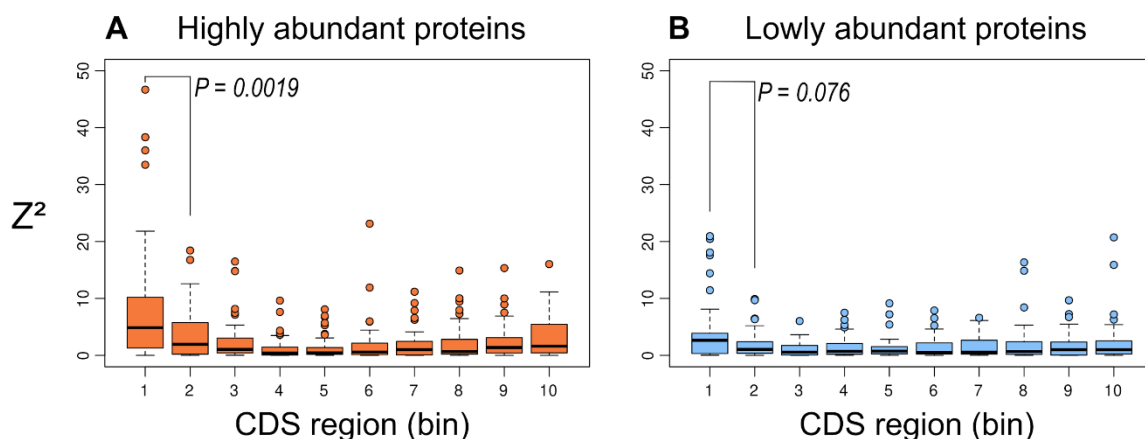 A Highly abundant proteins
B Lowly abundant proteins
Z²
50
40
30
20
10
0
P = 0.0019
1 2 3 4 5 6 7 8 9 10
CDS region (bin)
50
40
30
20
10
0
P = 0.076
1 2 3 4 5 6 7 8 9 10
CDS region (bin)